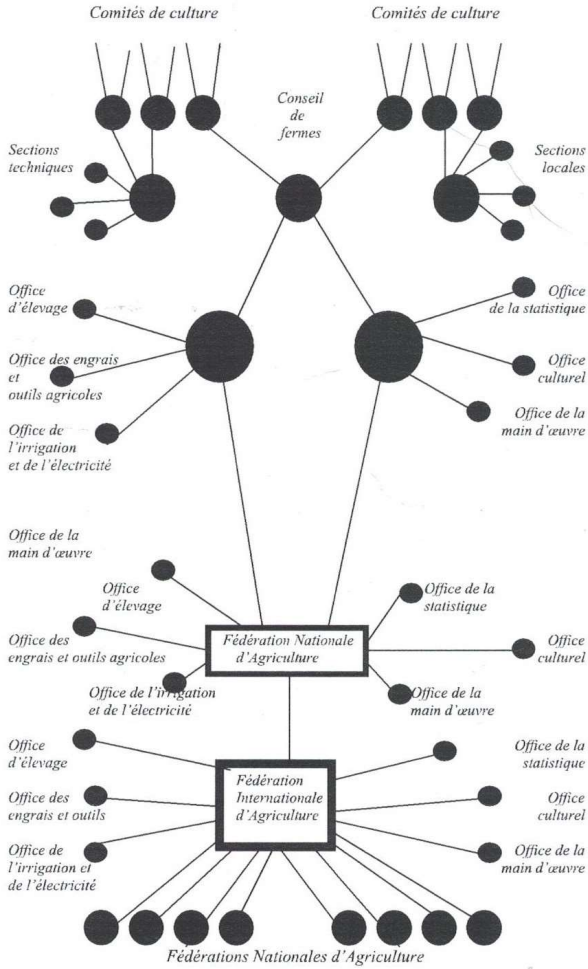 Comités de culture
Comités de culture
Conseil
de
fermes
Sections
techniques
Sections
locales
Office
d'élevage
Office
de la statistique
Office des engrais
et
outils agricoles
Office
culturel
Office de
l'irrigation
et de l'électricité
Office de la
main d'œuvre
Office de la
main d'œuvre
Office
d'élevage
Office de la
statistique
Office des
engrais et outils agricoles
Fédération Nationale
d'Agriculture
Office
culturel
Office de l'irrigation
et de l'électricité
Office de la
main d'œuvre
Office
d'élevage
Fédération
Internationale
d'Agriculture
Office de la
statistique
Office des
engrais et outils
Office
culturel
Office de
l'irrigation et
de l'électricité
Office de la
main d'œuvre
Fédérations Nationales d'Agriculture